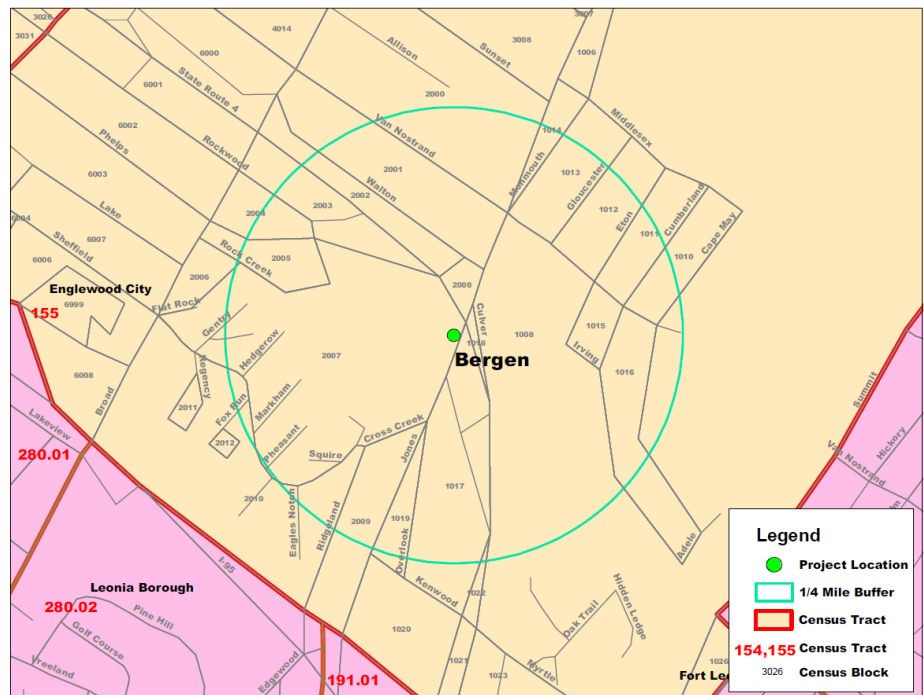 3026
3031
6000
4014
Allison
Sunset
3008
3007
1006
State Route 4
6001
2000
Middlesex
6002
Phelps
Rockwood
Van Nostrand
1014
Monmouth
1013
Gloucester
6003
2001
Walton
2002
2003
2004
1012
Eton
Cumberland
1011
Cape May
1010
Lake
6004
6007
Sheffield
6006
Rock Creek
2005
2006
Englewood City
6999
155
Flat Rock
Gentry
2008
Culver
1018
1008
1015
Irving
1016
Bergen
Hedgerow
2007
Regency
6008
Broad
2011
Fox Run
Markham
2012
Pheasant
Squire
Cross Creek
Jones
Summit
Lakeview
280.01
Van Nostrand
Hickory
2010
Eagles Notch
Ridgeland
2009
1019
Overlook
1017
Adele
I-95
Leonia Borough
280.02
Pine Hill
Golf Course
Vreeland
Kenwood
1022
1020
1021
1023
Edgewood
191.01
Myrtle
Oak Trail
Hidden Ledge
1026
Fort Le
Legend
Project Location
1/4 Mile Buffer
Census Tract
154,155 Census Tract
3026 Census Block